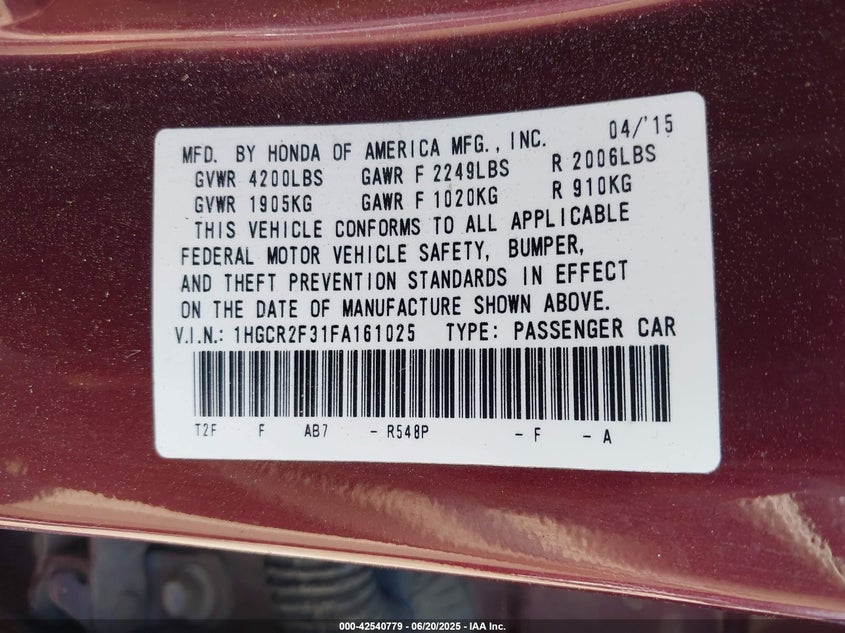 MFD. BY HONDA OF AMERICA MFG., INC. 04/'15
GVWR 4200LBS GAWR F 2249LBS R 2006LBS
GVWR 1905KG GAWR F 1020KG R 910KG
THIS VEHICLE CONFORMS TO ALL APPLICABLE
FEDERAL MOTOR VEHICLE SAFETY, BUMPER,
AND THEFT PREVENTION STANDARDS IN EFFECT
ON THE DATE OF MANUFACTURE SHOWN ABOVE.
V.I.N.: 1HGCR2F31FA161025 TYPE: PASSENGER CAR
T2F F AB7 - R548P - F - A
000-42540779 - 06/20/2025 - IAA Inc.